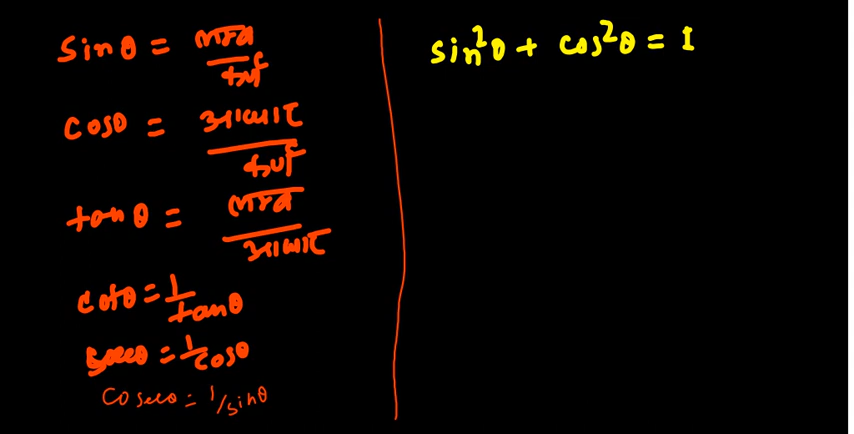 sinθ = लम्ब/कर्ण
cosθ = आधार/कर्ण
tanθ = लम्ब/आधार
cotθ = 1/tanθ
secθ = 1/cosθ
cosecθ = 1/sinθ
sin²θ + cos²θ = 1